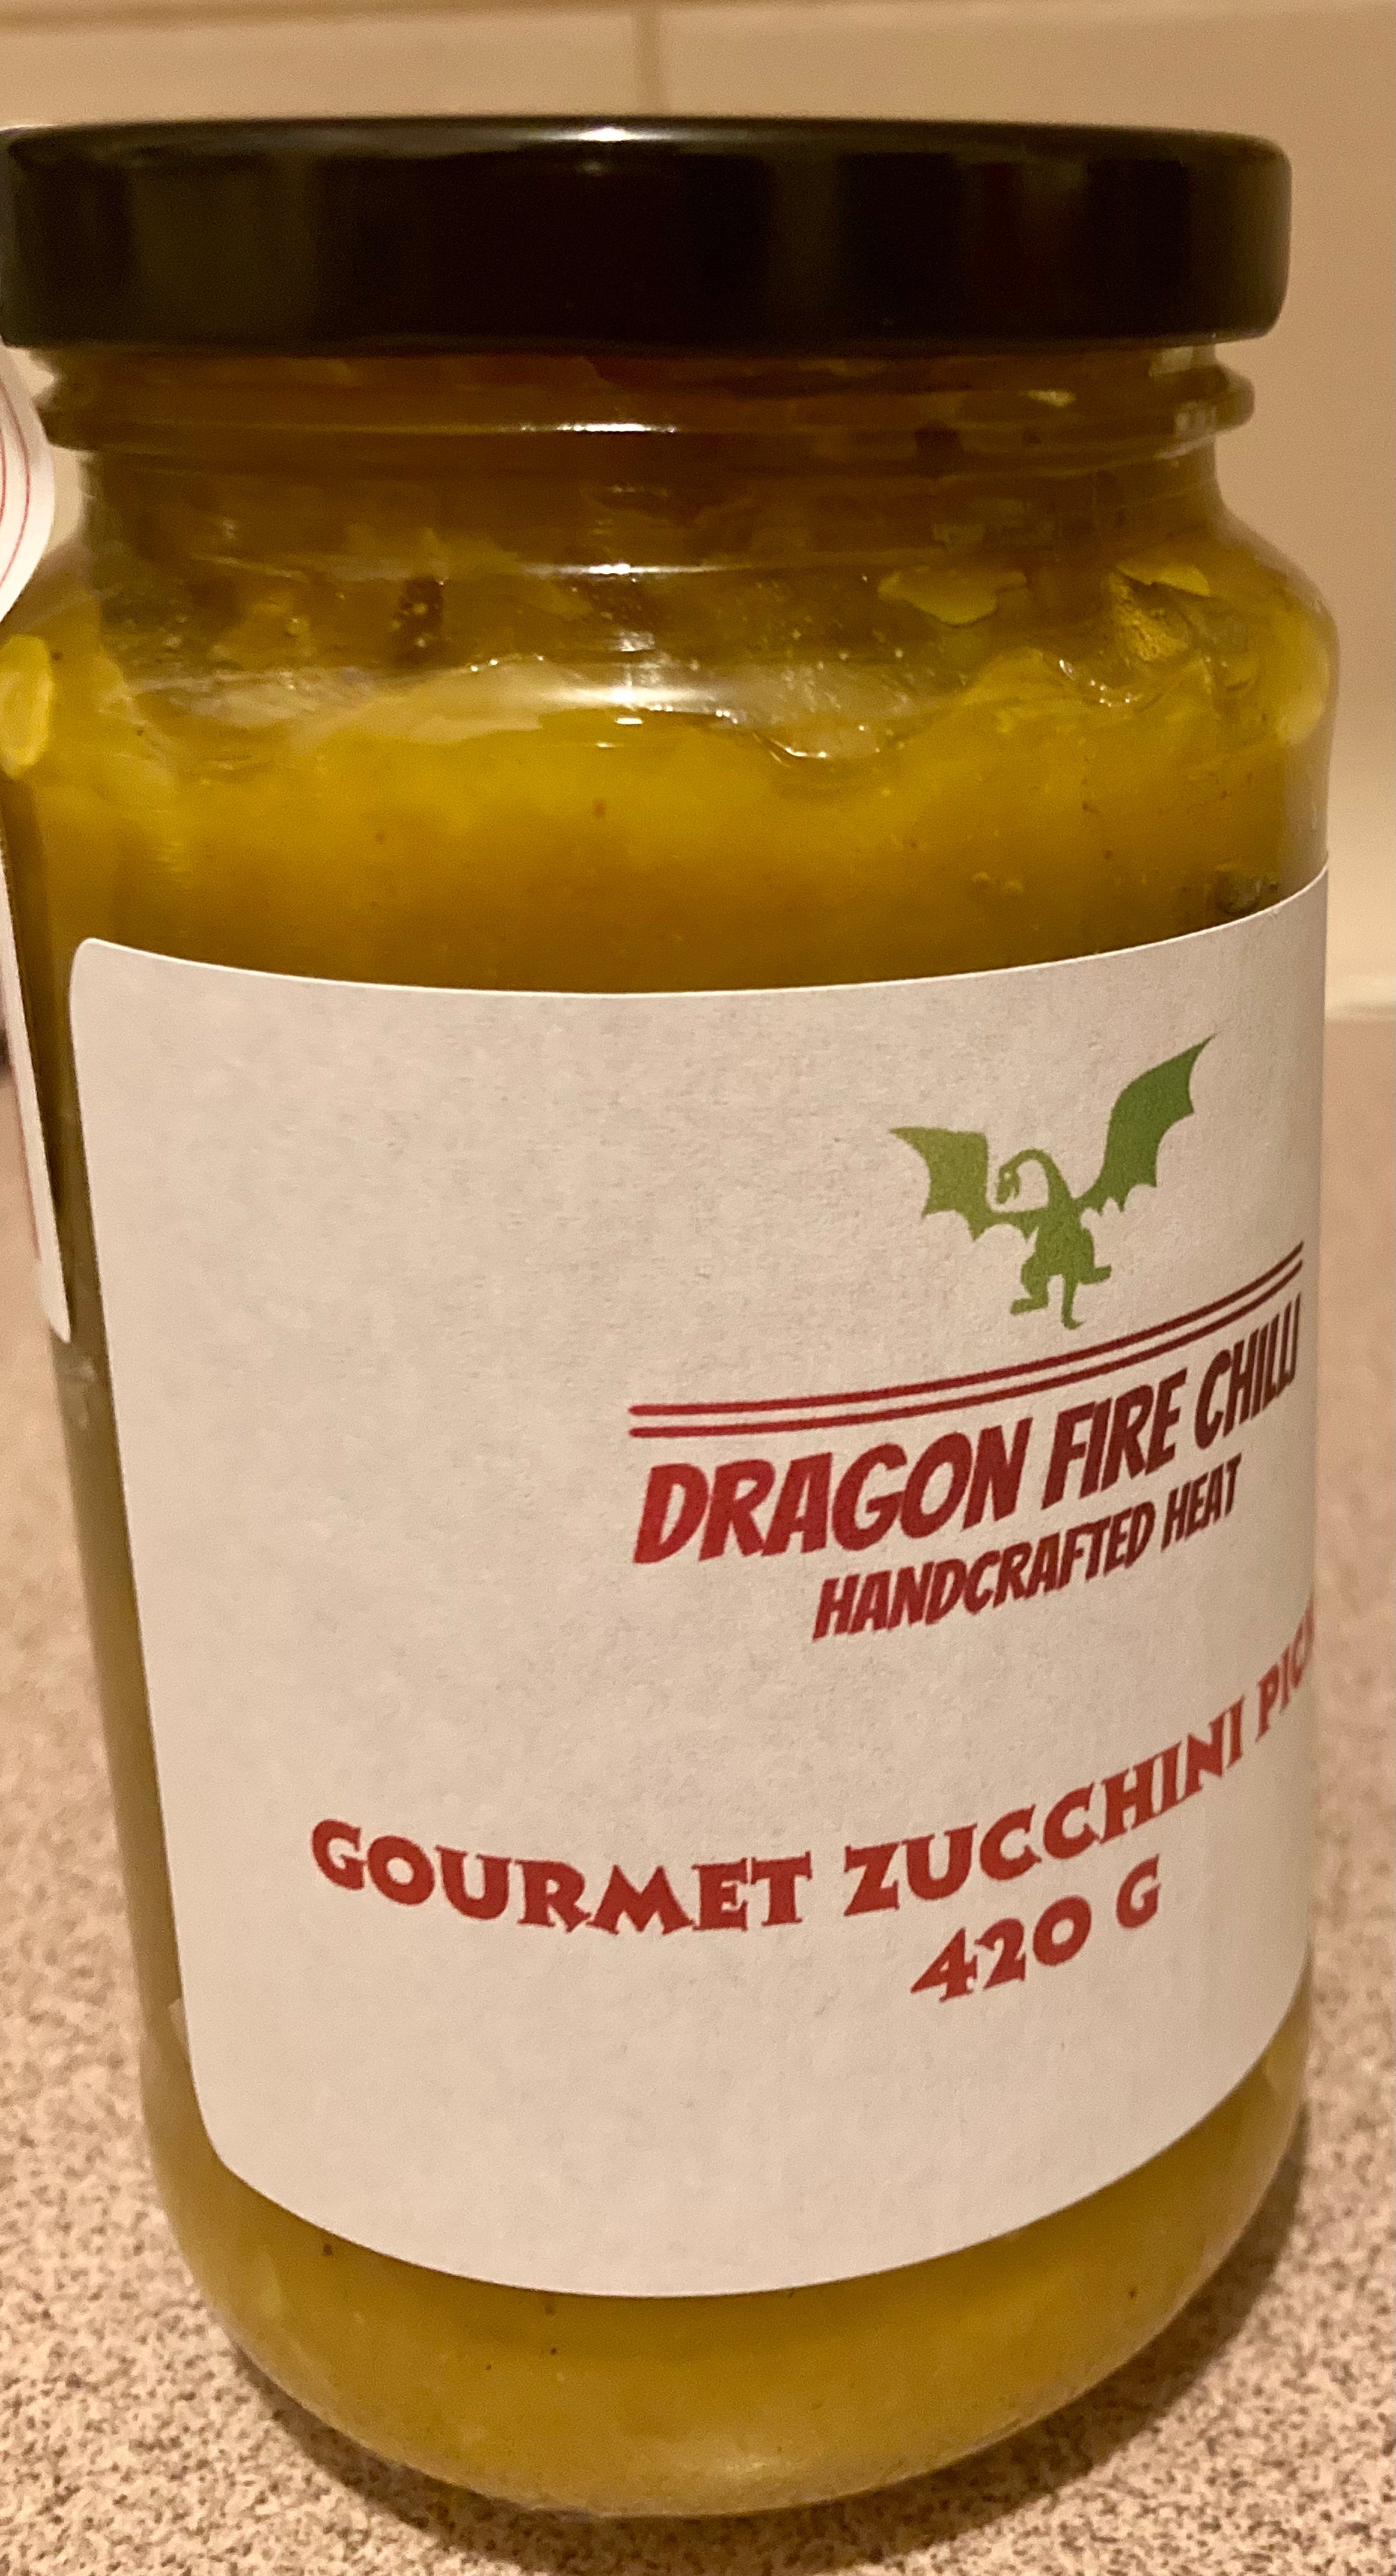 DRAGON FIRE CHILLI
HANDCRAFTED HEAT
GOURMET ZUCCHINI
420 G